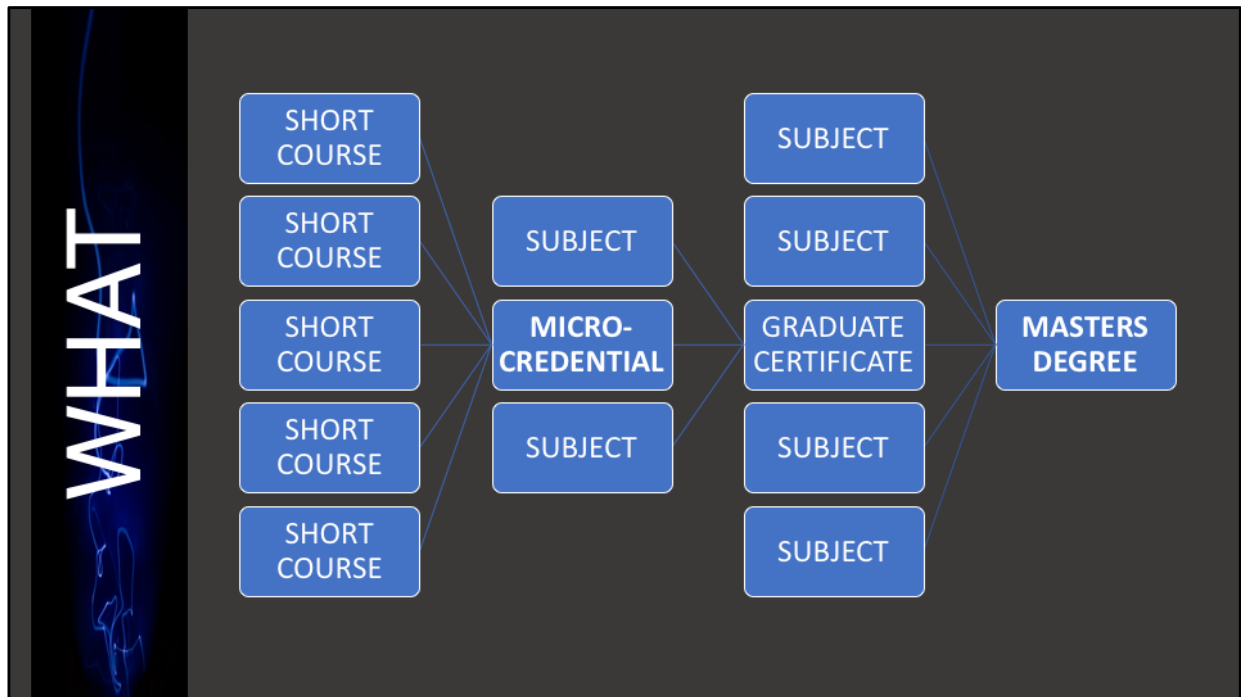 WHAT
SHORT
COURSE
SHORT
COURSE
SHORT
COURSE
SHORT
COURSE
SHORT
COURSE
SUBJECT
MICRO-
CREDENTIAL
SUBJECT
SUBJECT
SUBJECT
GRADUATE
CERTIFICATE
SUBJECT
SUBJECT
MASTERS
DEGREE